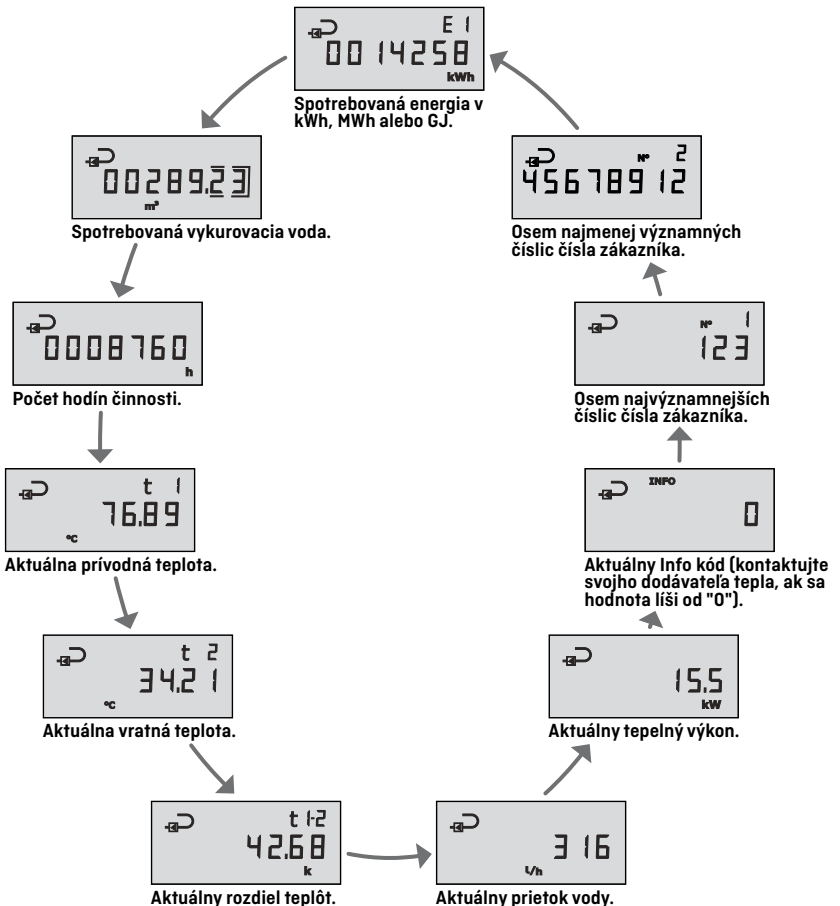 E 1
0014258
kWh
Spotrebovaná energia v
kWh, MWh alebo GJ.
00289.23
m³
Spotrebovaná vykurovacia voda.
0008760
h
Počet hodín činnosti.
t 1
76.89
°C
Aktuálna prívodná teplota.
t 2
34.21
°C
Aktuálna vratná teplota.
t1-2
42.68
k
Aktuálny rozdiel teplôt.
316
l/h
Aktuálny prietok vody.
15.5
kW
Aktuálny tepelný výkon.
INFO
0
Aktuálny Info kód (kontaktujte
svojho dodávateľa tepla, ak sa
hodnota líši od "0").
N° 1
123
Osem najvýznamnejších
číslic čísla zákazníka.
N° 2
45678912
Osem najmenej významných
číslic čísla zákazníka.